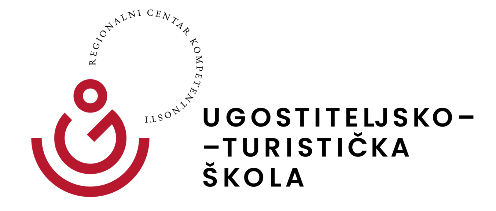 REGIONALNI CENTAR KOMPETENTNOSTI
UGOSTITELJSKO–
–TURISTIČKA
ŠKOLA